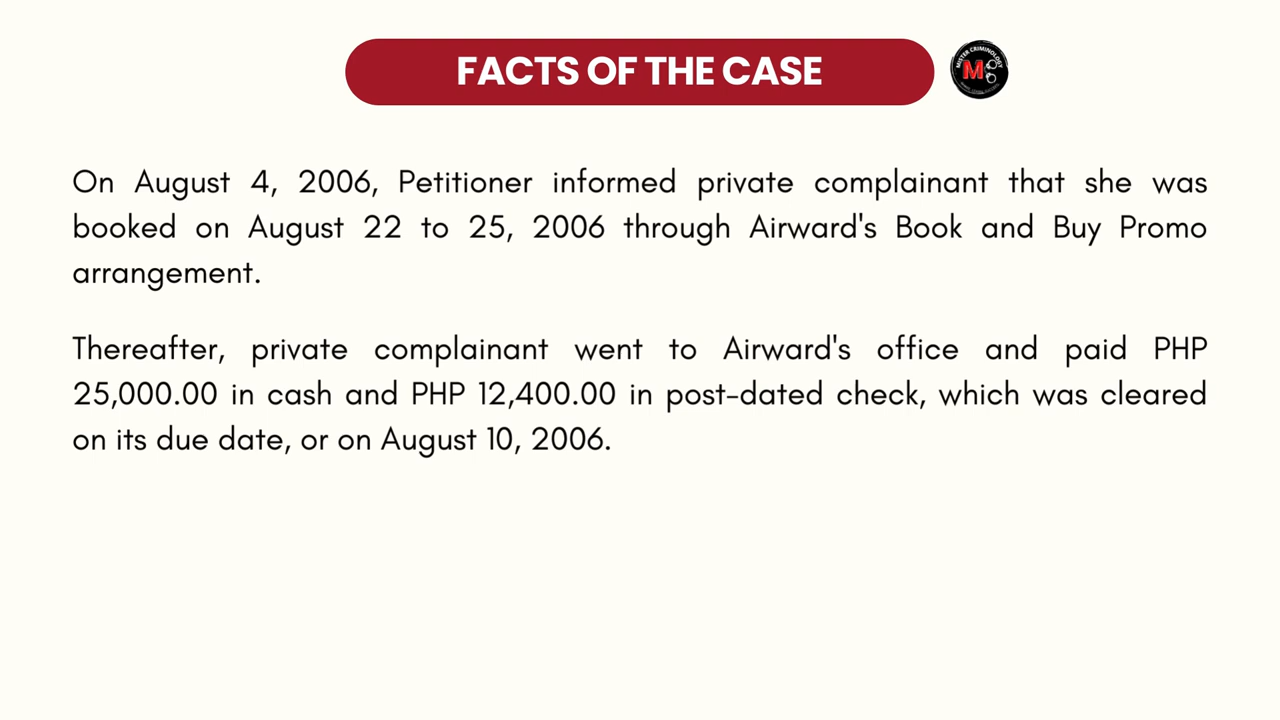 FACTS OF THE CASE
MISTER CRIMINOLOGY
M
On August 4, 2006, Petitioner informed private complainant that she was
booked on August 22 to 25, 2006 through Airward's Book and Buy Promo
arrangement.
Thereafter, private complainant went to Airward's office and paid PHP
25,000.00 in cash and PHP 12,400.00 in post-dated check, which was cleared
on its due date, or on August 10, 2006.